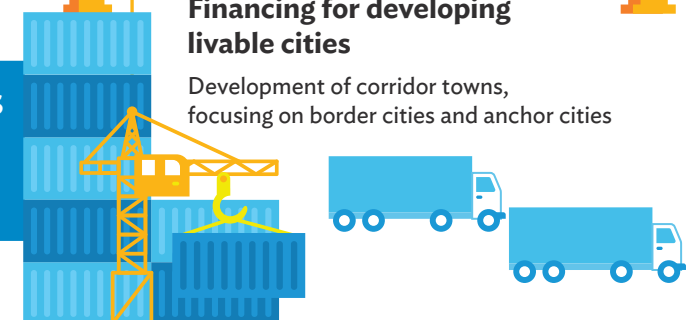 Financing for developing
livable cities
Development of corridor towns,
focusing on border cities and anchor cities